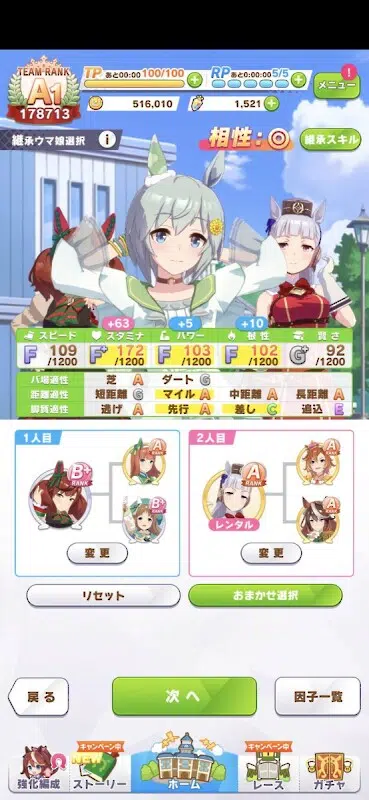 TEAM RANK
A1
178713
TP あと00:00 100/100
RP あと0:00:00 5/5
メニュー
516,010
1,521
継承ウマ娘選択
相性:◎
継承スキル
+63 +5 +10
スピード スタミナ パワー 根性 賢さ
F 109/1200 F+ 172/1200 F 103/1200 F 102/1200 G+ 92/1200
バ場適性 芝 A ダート G
距離適性 短距離 G マイル A 中距離 A 長距離 A
脚質適性 逃げ A 先行 A 差し C 追込 E
1人目 2人目
B+ RANK A RANK B+ RANK
A RANK レンタル A RANK A RANK
変更 変更
リセット おまかせ選択
戻る 次へ 因子一覧
NEW キャンペーン中 キャンペーン中
強化編成 ストーリー ホーム レース ガチャ